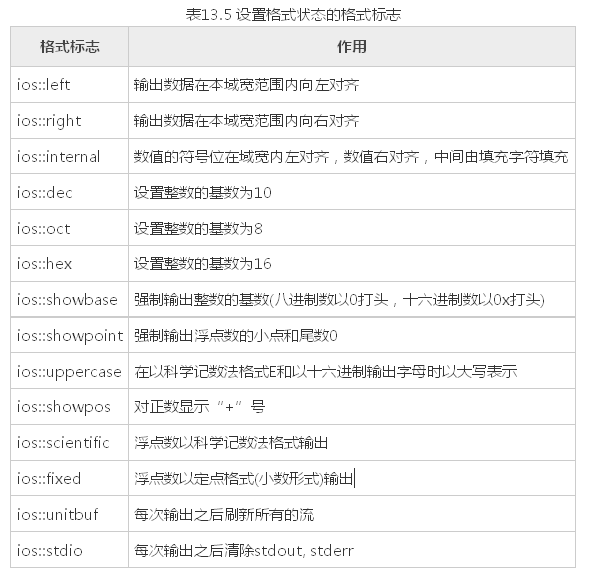 表13.5 设置格式状态的格式标志
格式标志 作用
ios::left 输出数据在本域宽范围内向左对齐
ios::right 输出数据在本域宽范围内向右对齐
ios::internal 数值的符号位在域宽内左对齐，数值右对齐，中间由填充字符填充
ios::dec 设置整数的基数为10
ios::oct 设置整数的基数为8
ios::hex 设置整数的基数为16
ios::showbase 强制输出整数的基数(八进制数以0打头，十六进制数以0x打头)
ios::showpoint 强制输出浮点数的小点和尾数0
ios::uppercase 在以科学记数法格式E和以十六进制输出字母时以大写表示
ios::showpos 对正数显示“+”号
ios::scientific 浮点数以科学记数法格式输出
ios::fixed 浮点数以定点格式(小数形式)输出
ios::unitbuf 每次输出之后刷新所有的流
ios::stdio 每次输出之后清除stdout, stderr